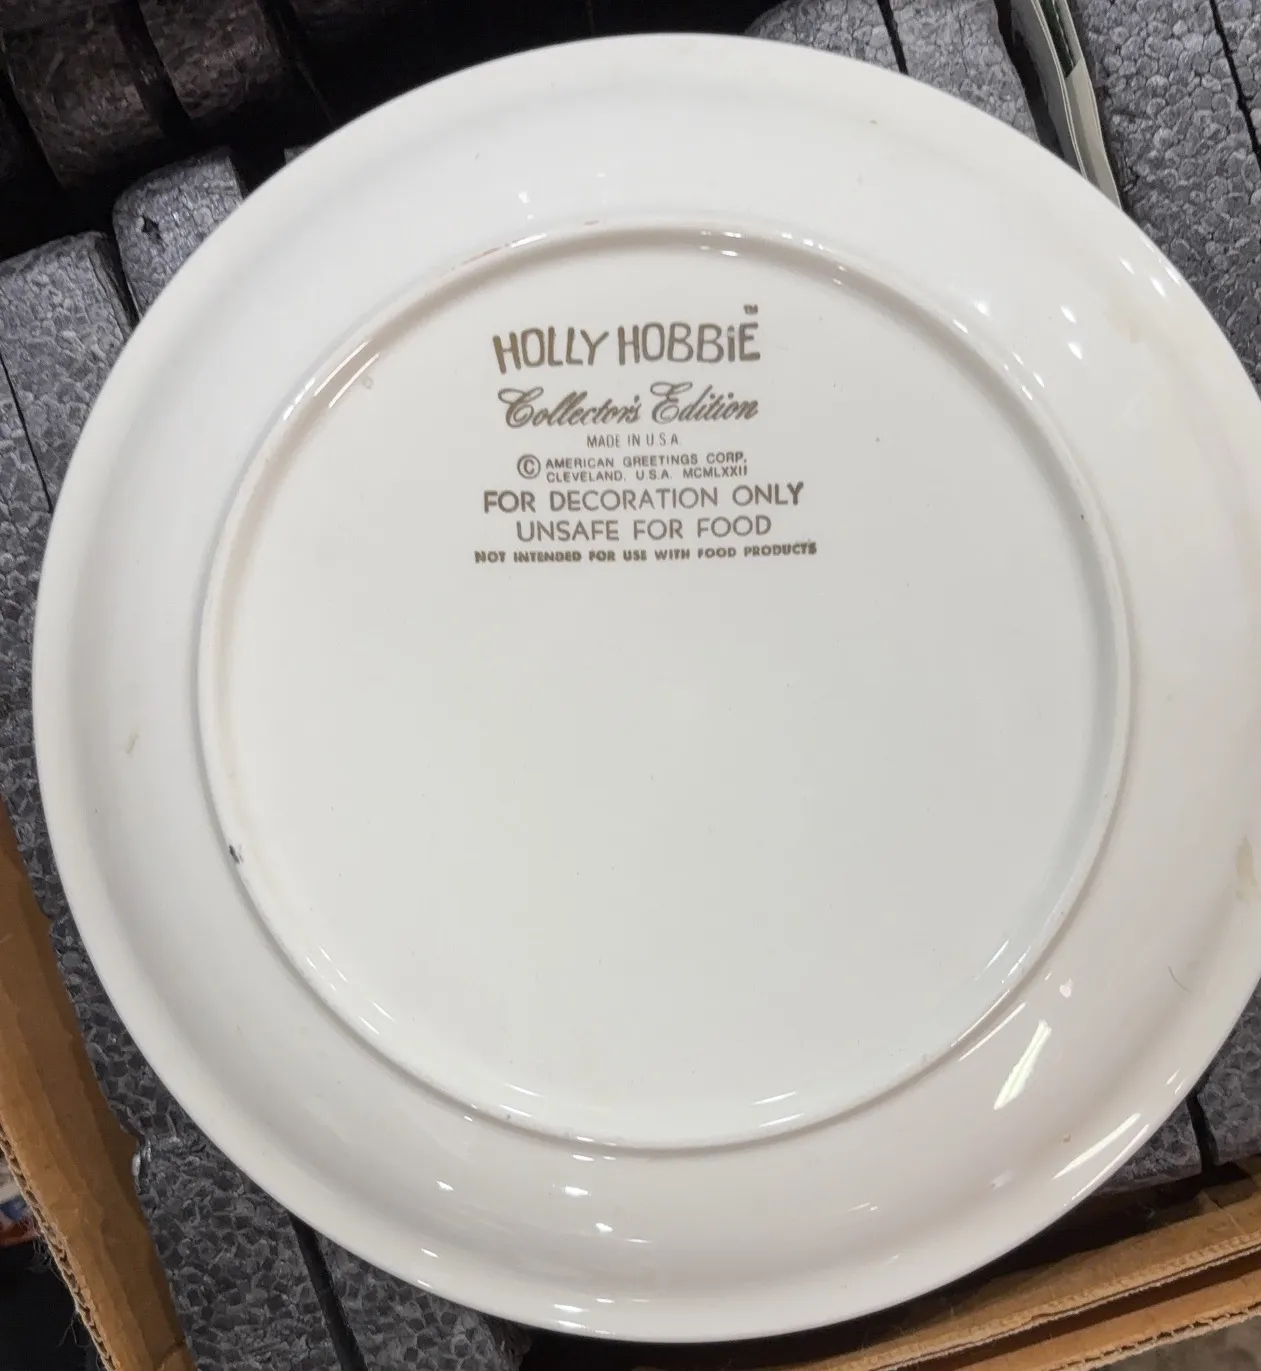 HOLLY HOBBiE™
Collector's Edition
MADE IN U.S.A.
© AMERICAN GREETINGS CORP.
CLEVELAND, U.S.A. MCMLXXII
FOR DECORATION ONLY
UNSAFE FOR FOOD
NOT INTENDED FOR USE WITH FOOD PRODUCTS